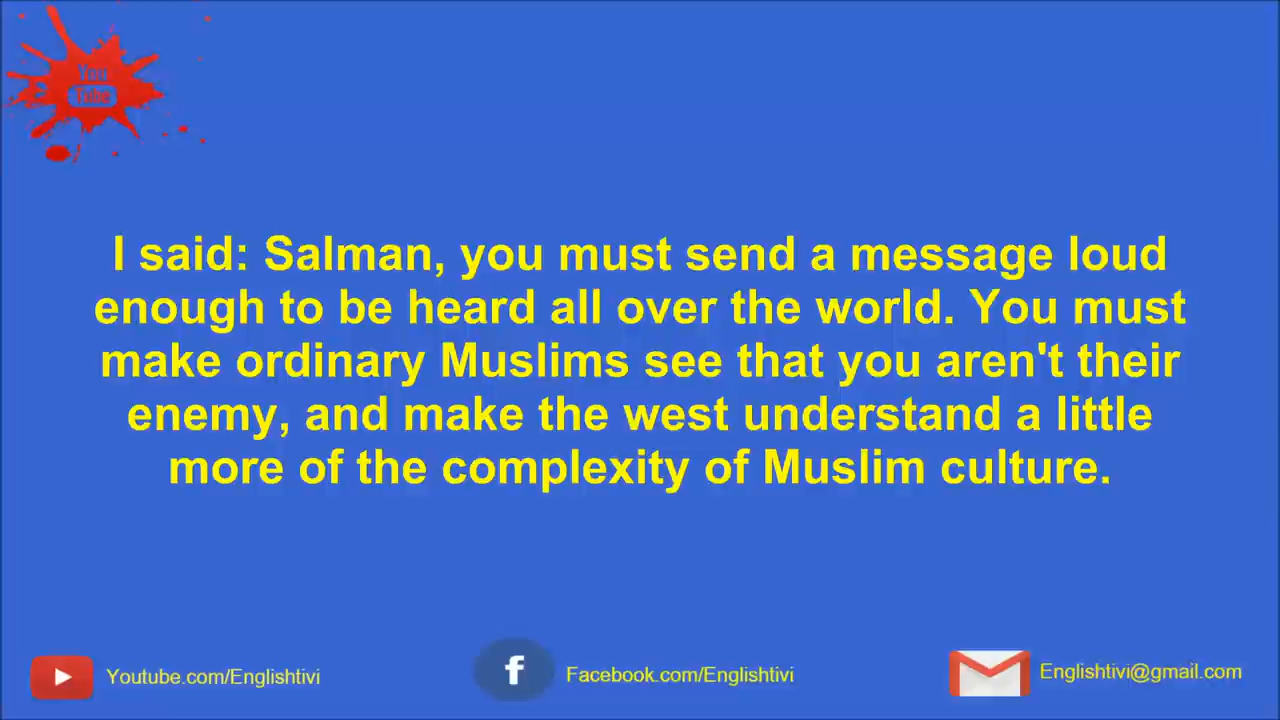 You
Tube
I said: Salman, you must send a message loud
enough to be heard all over the world. You must
make ordinary Muslims see that you aren't their
enemy, and make the west understand a little
more of the complexity of Muslim culture.
Youtube.com/Englishtivi
f
Facebook.com/Englishtivi
Englishtivi@gmail.com